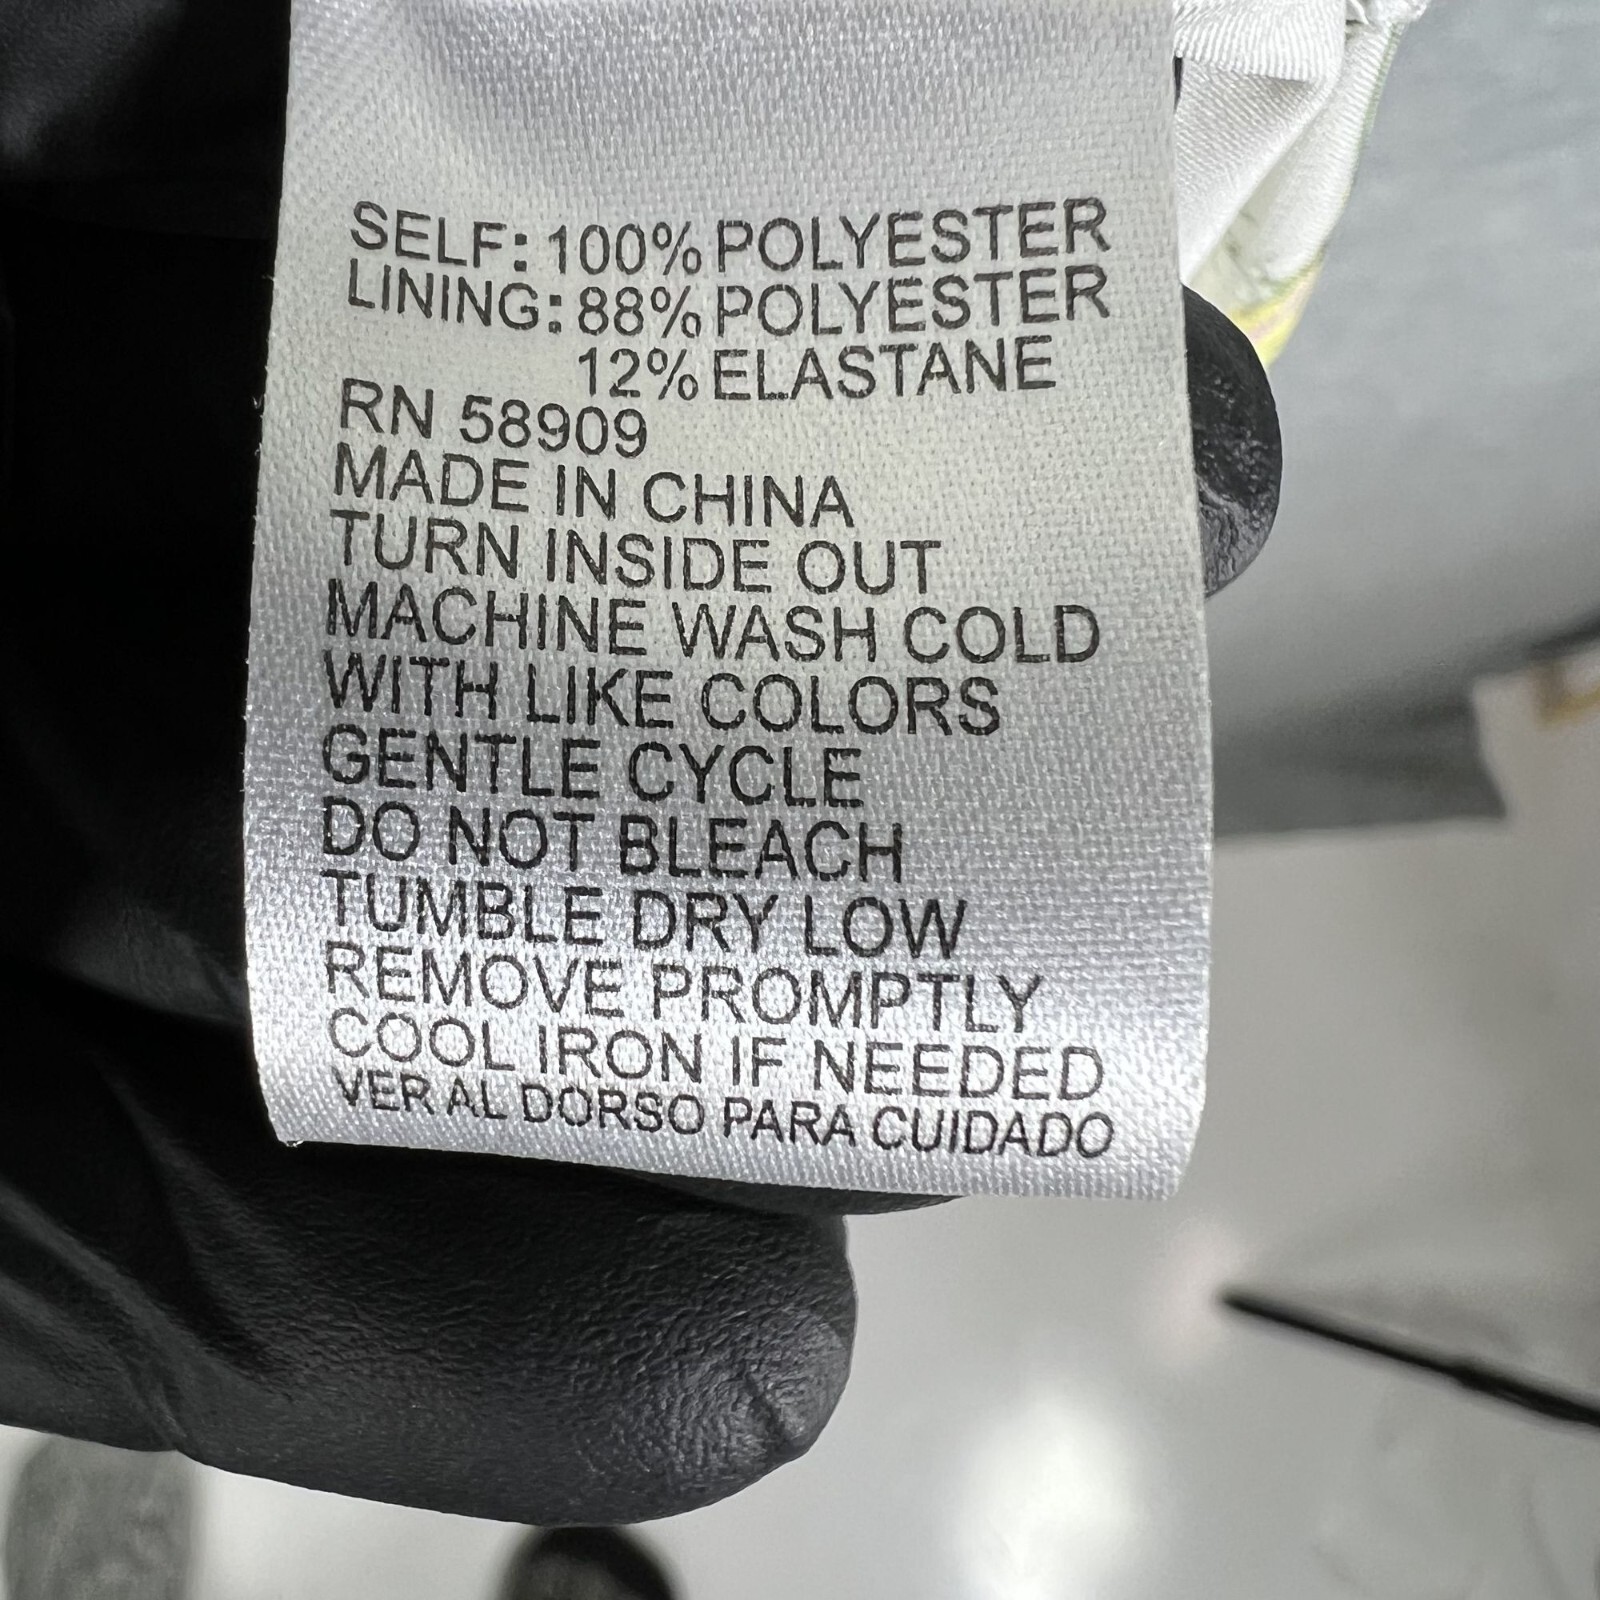 SELF: 100% POLYESTER
LINING: 88% POLYESTER
12% ELASTANE
RN 58909
MADE IN CHINA
TURN INSIDE OUT
MACHINE WASH COLD
WITH LIKE COLORS
GENTLE CYCLE
DO NOT BLEACH
TUMBLE DRY LOW
REMOVE PROMPTLY
COOL IRON IF NEEDED
VER AL DORSO PARA CUIDADO